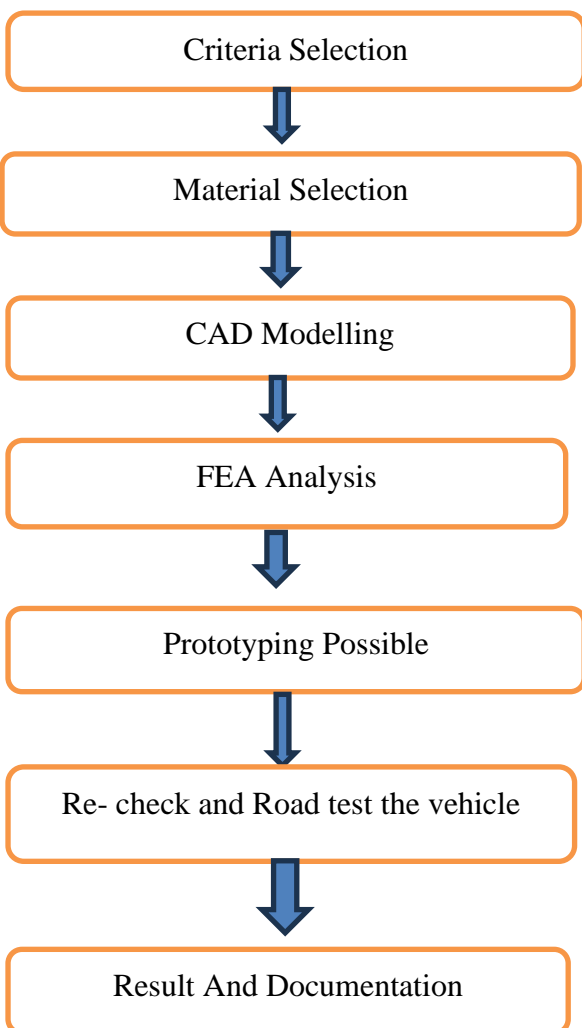 Criteria Selection
Material Selection
CAD Modelling
FEA Analysis
Prototyping Possible
Re- check and Road test the vehicle
Result And Documentation